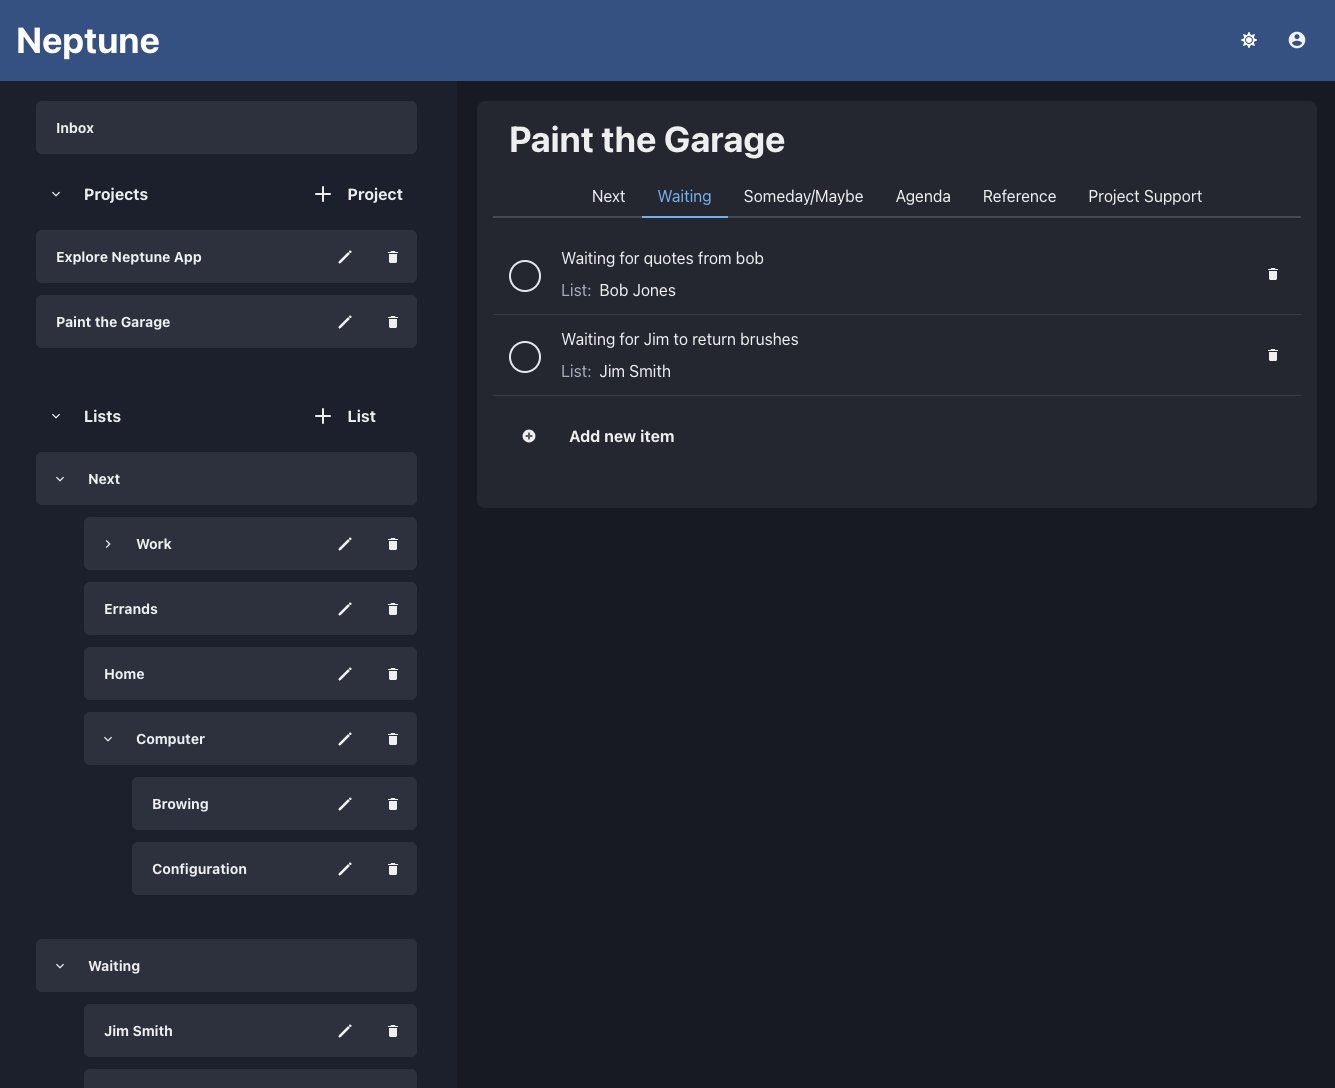 Neptune
Inbox
Projects
Project
Explore Neptune App
Paint the Garage
Lists
List
Next
Work
Errands
Home
Computer
Browing
Configuration
Waiting
Jim Smith
Paint the Garage
Next Waiting Someday/Maybe Agenda Reference Project Support
Waiting for quotes from bob
List: Bob Jones
Waiting for Jim to return brushes
List: Jim Smith
Add new item